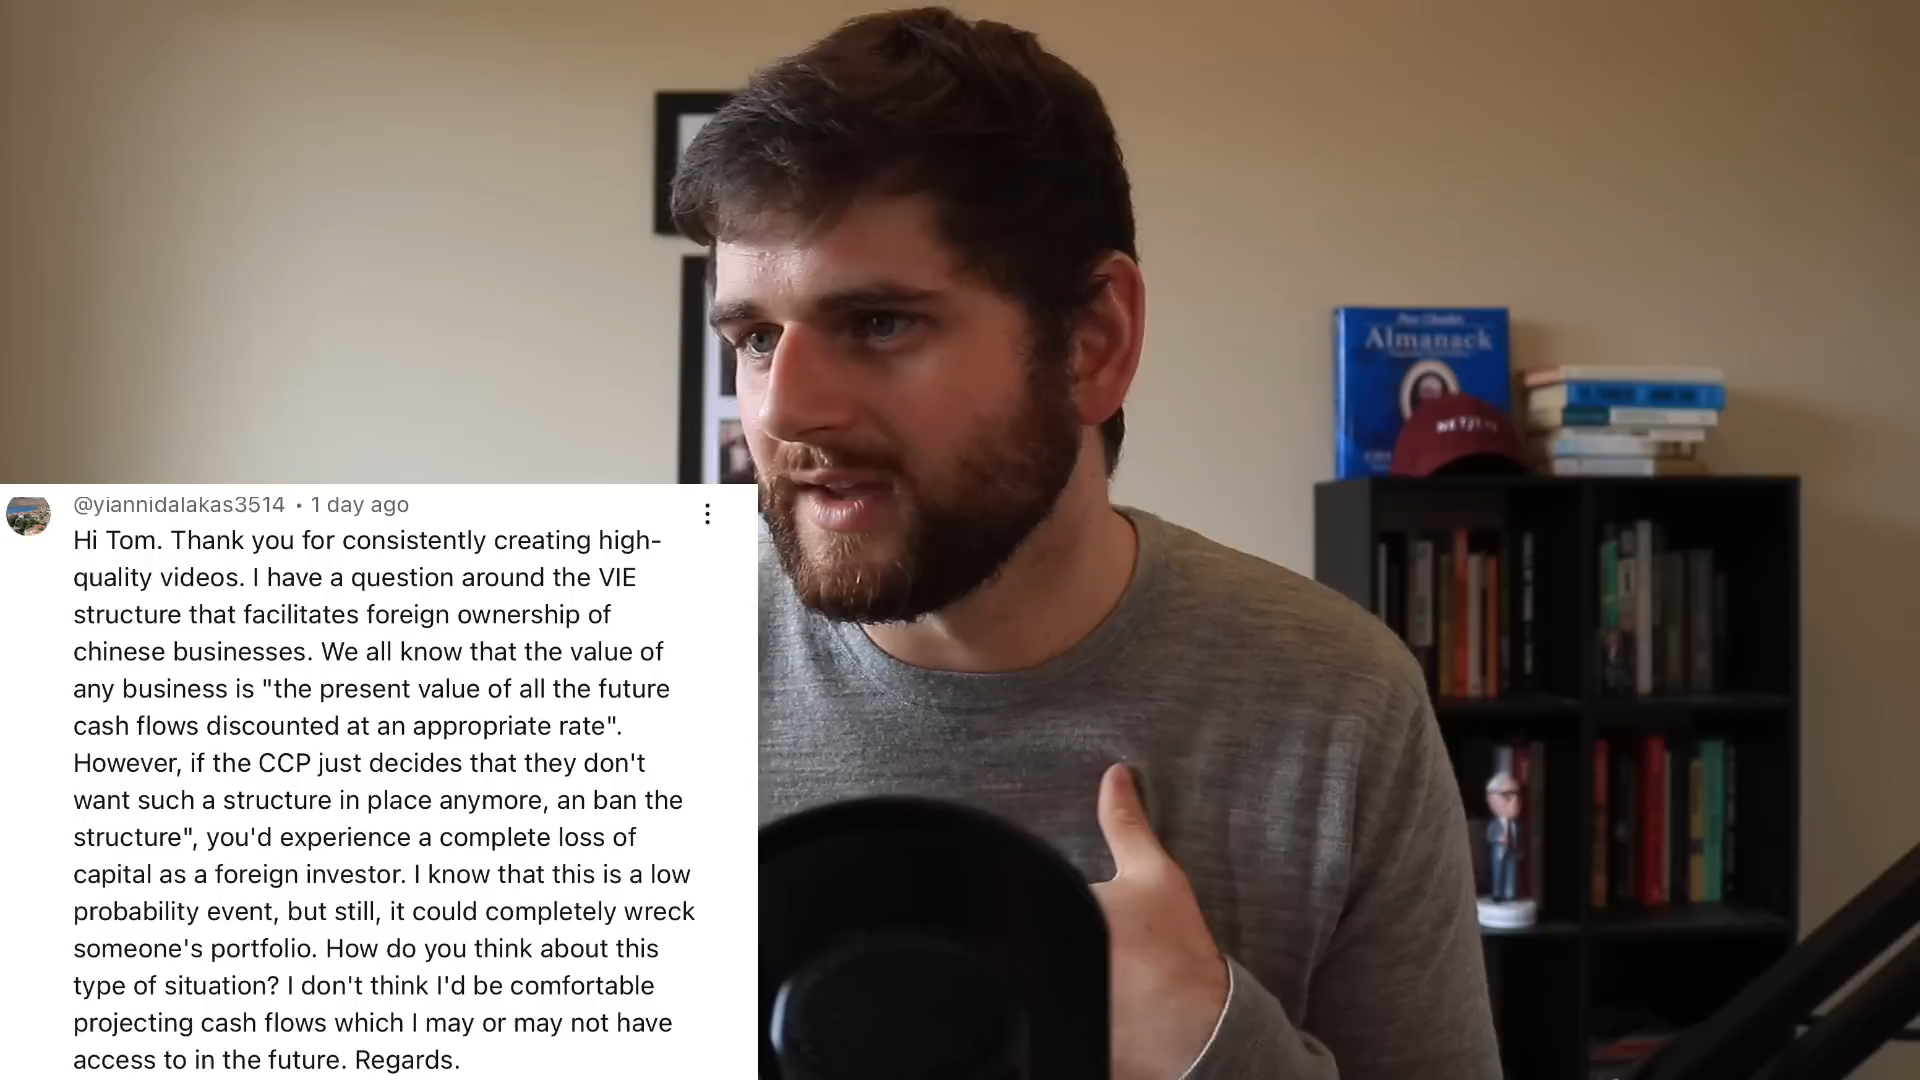 @yiannidalakas3514 • 1 day ago
Hi Tom. Thank you for consistently creating high-
quality videos. I have a question around the VIE
structure that facilitates foreign ownership of
chinese businesses. We all know that the value of
any business is "the present value of all the future
cash flows discounted at an appropriate rate".
However, if the CCP just decides that they don't
want such a structure in place anymore, an ban the
structure", you'd experience a complete loss of
capital as a foreign investor. I know that this is a low
probability event, but still, it could completely wreck
someone's portfolio. How do you think about this
type of situation? I don't think I'd be comfortable
projecting cash flows which I may or may not have
access to in the future. Regards.
Almanack